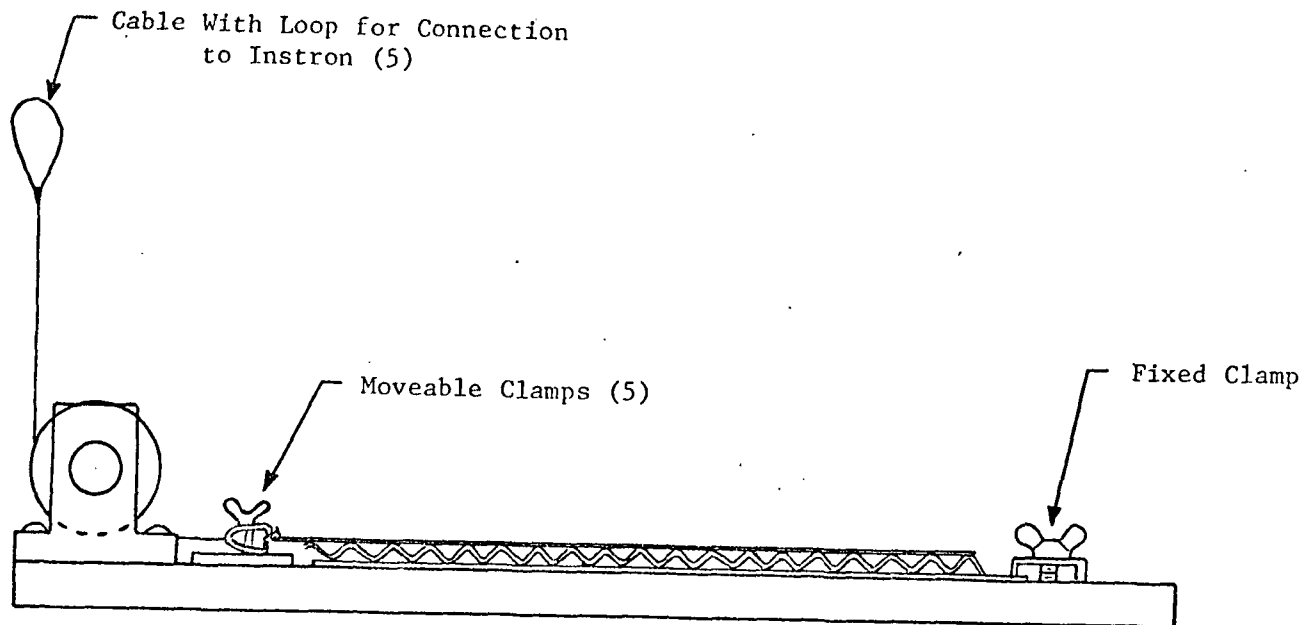 Cable With Loop for Connection
to Instron (5)
Moveable Clamps (5)
Fixed Clamp